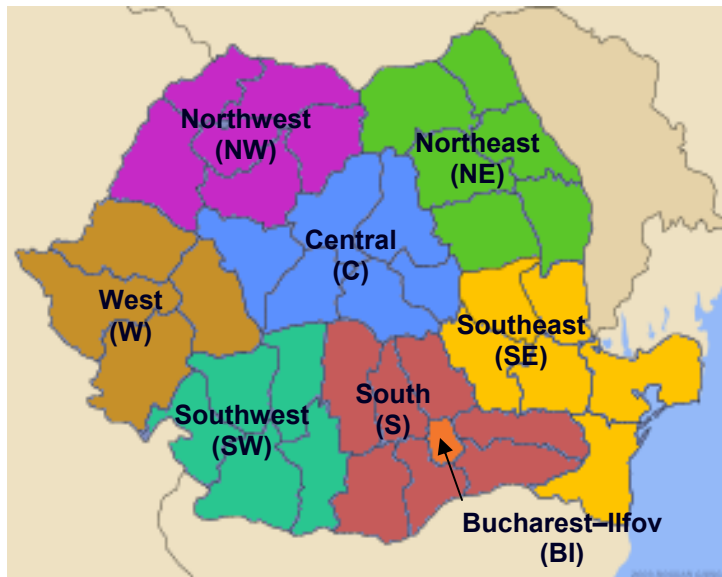 Northwest
(NW)
Northeast
(NE)
Central
(C)
West
(W)
Southeast
(SE)
Southwest
(SW)
South
(S)
Bucharest–Ilfov
(BI)